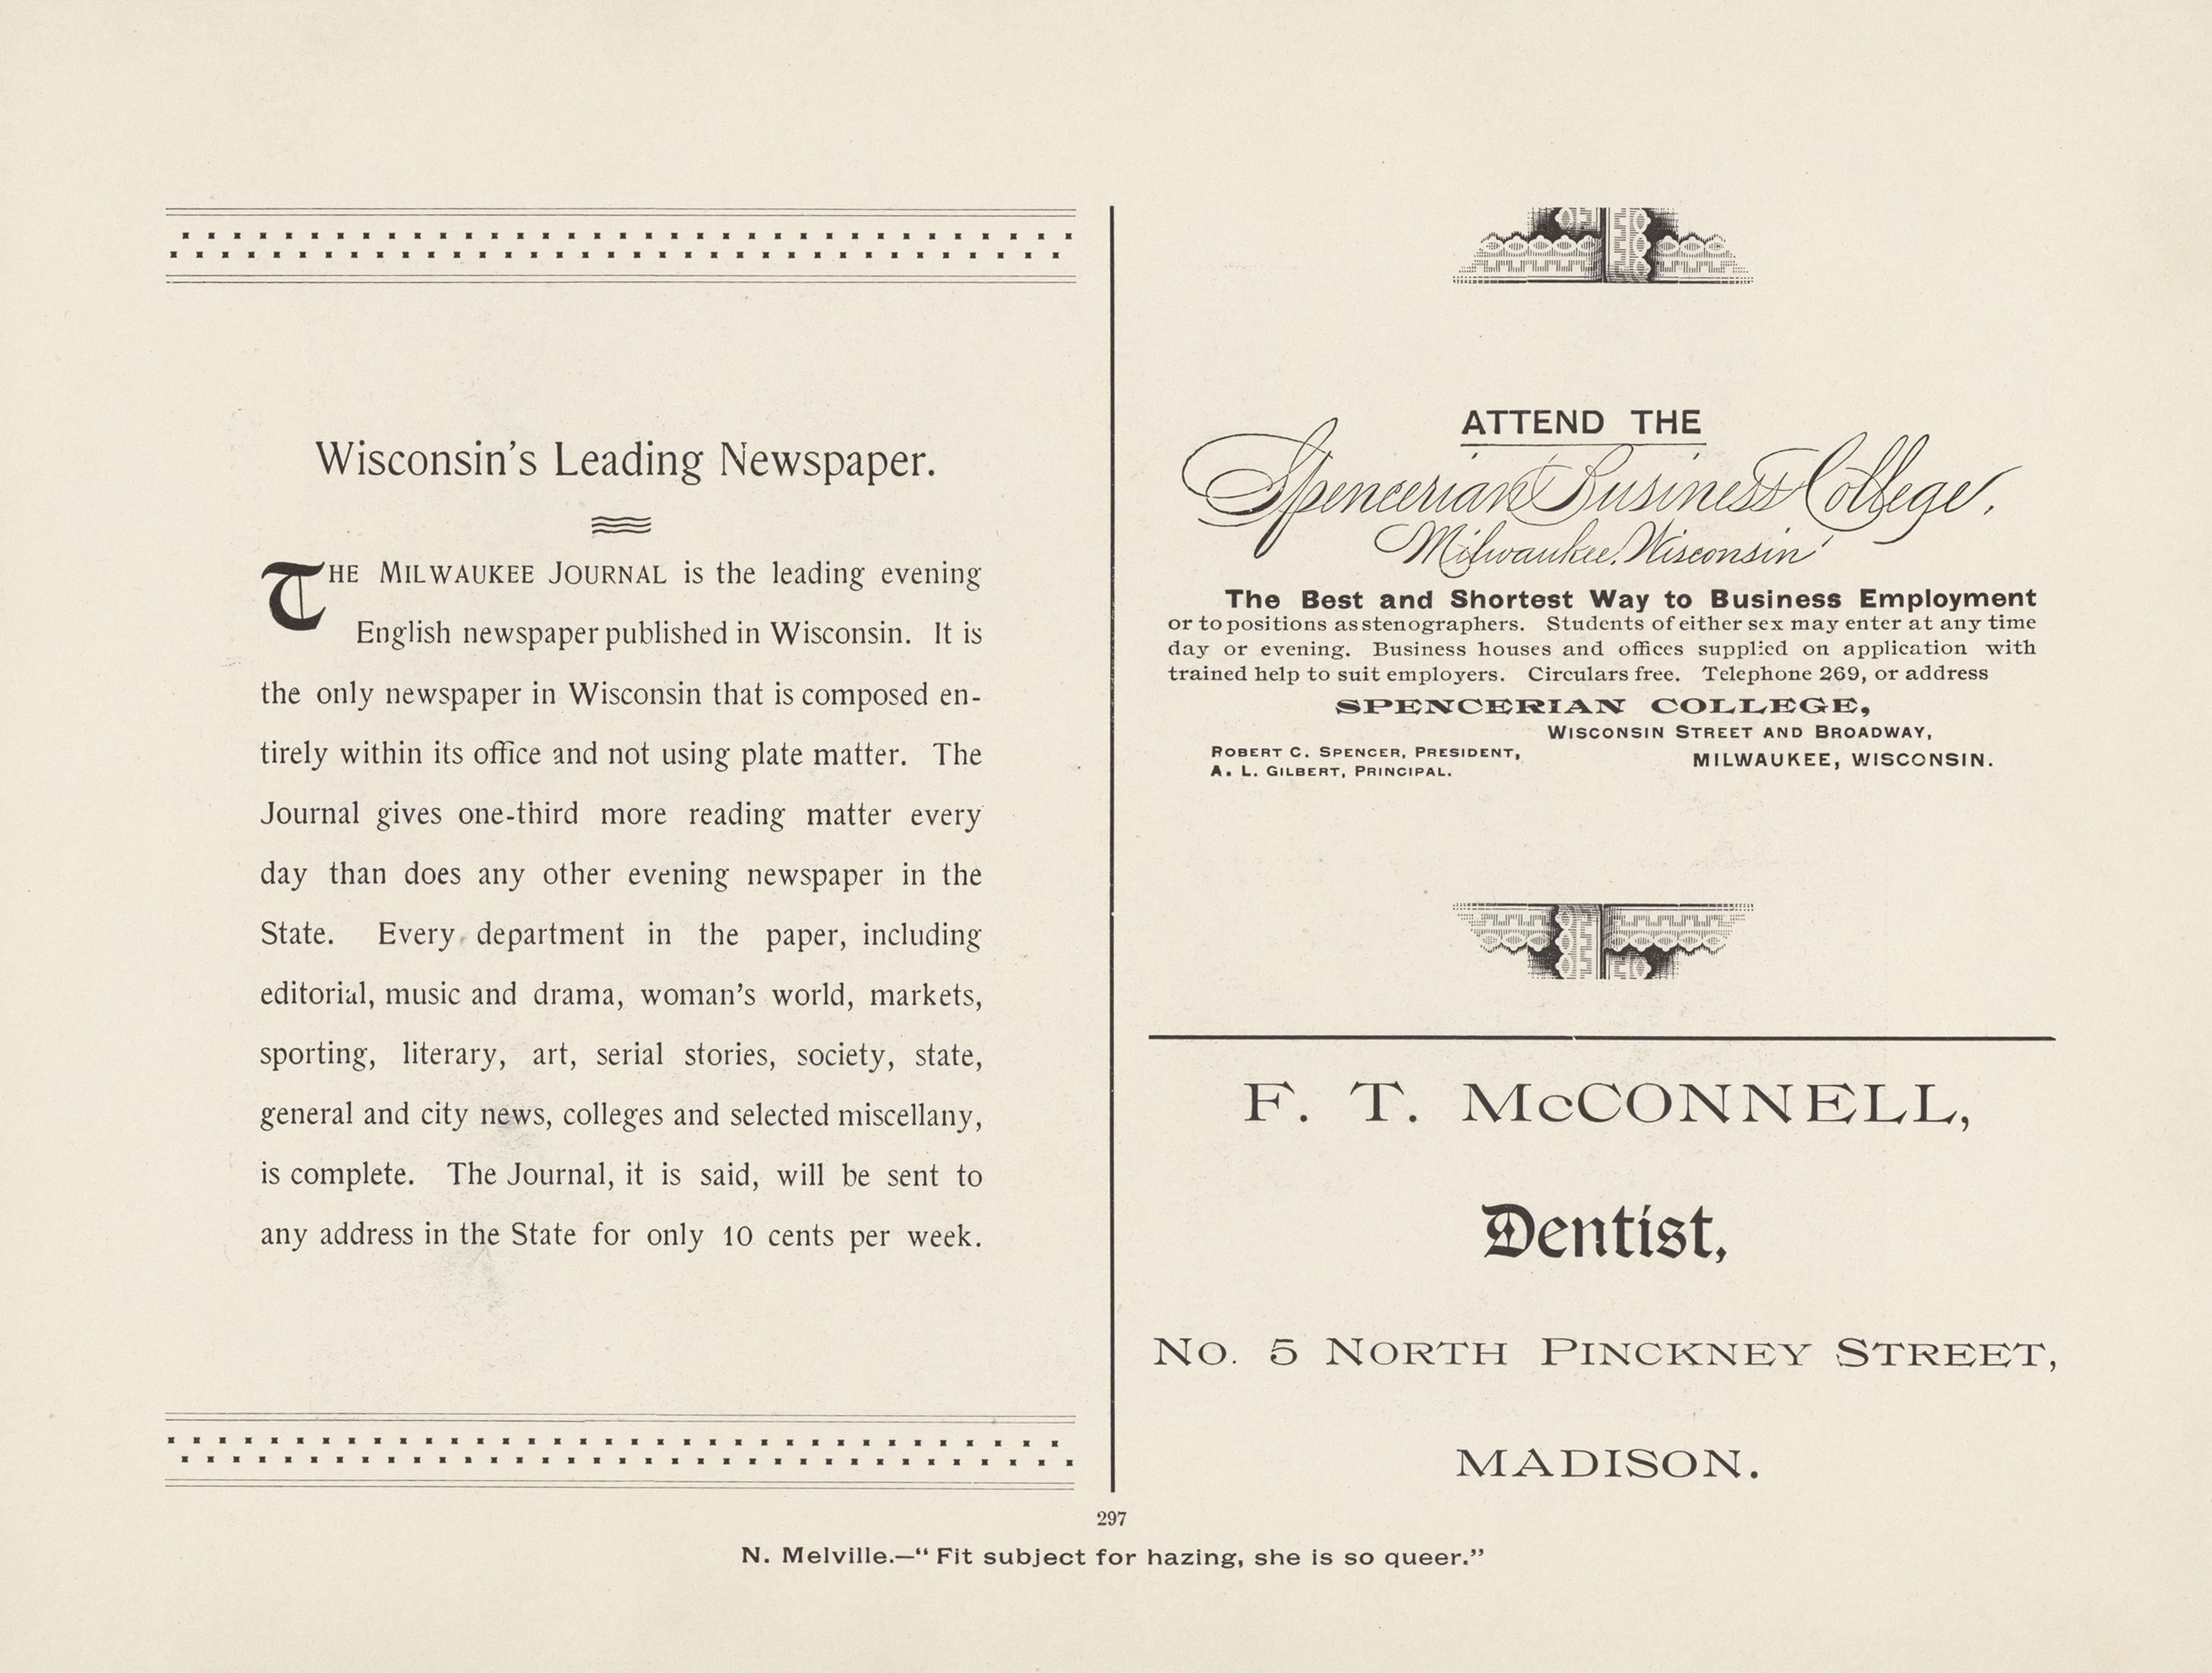 Wisconsin's Leading Newspaper.
THE MILWAUKEE JOURNAL is the leading evening
English newspaper published in Wisconsin. It is
the only newspaper in Wisconsin that is composed en-
tirely within its office and not using plate matter. The
Journal gives one-third more reading matter every
day than does any other evening newspaper in the
State. Every department in the paper, including
editorial, music and drama, woman's world, markets,
sporting, literary, art, serial stories, society, state,
general and city news, colleges and selected miscellany,
is complete. The Journal, it is said, will be sent to
any address in the State for only 10 cents per week.
ATTEND THE
Spencerian Business College.
Milwaukee, Wisconsin
The Best and Shortest Way to Business Employment
or to positions as stenographers. Students of either sex may enter at any time
day or evening. Business houses and offices supplied on application with
trained help to suit employers. Circulars free. Telephone 269, or address
SPENCERIAN COLLEGE,
WISCONSIN STREET AND BROADWAY,
ROBERT C. SPENCER, PRESIDENT,
MILWAUKEE, WISCONSIN.
A. L. GILBERT, PRINCIPAL.
F. T. McCONNELL,
Dentist,
No. 5 NORTH PINCKNEY STREET,
MADISON.
297
N. Melville.—“ Fit subject for hazing, she is so queer.”